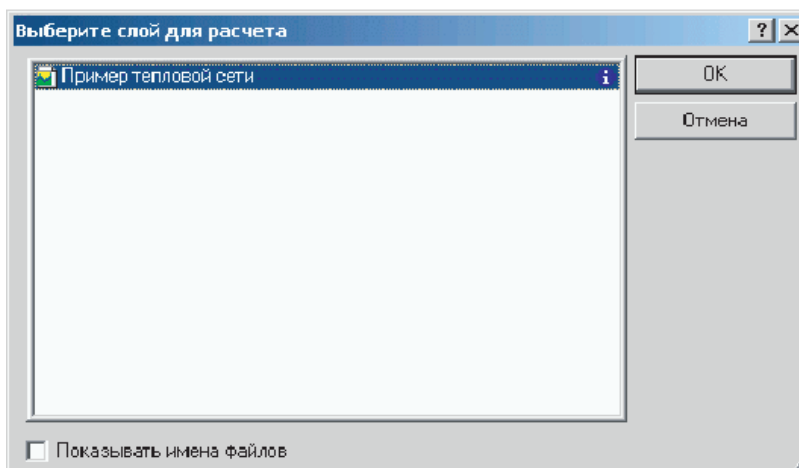 Выберите слой для расчета
Пример тепловой сети
OK
Отмена
Показывать имена файлов